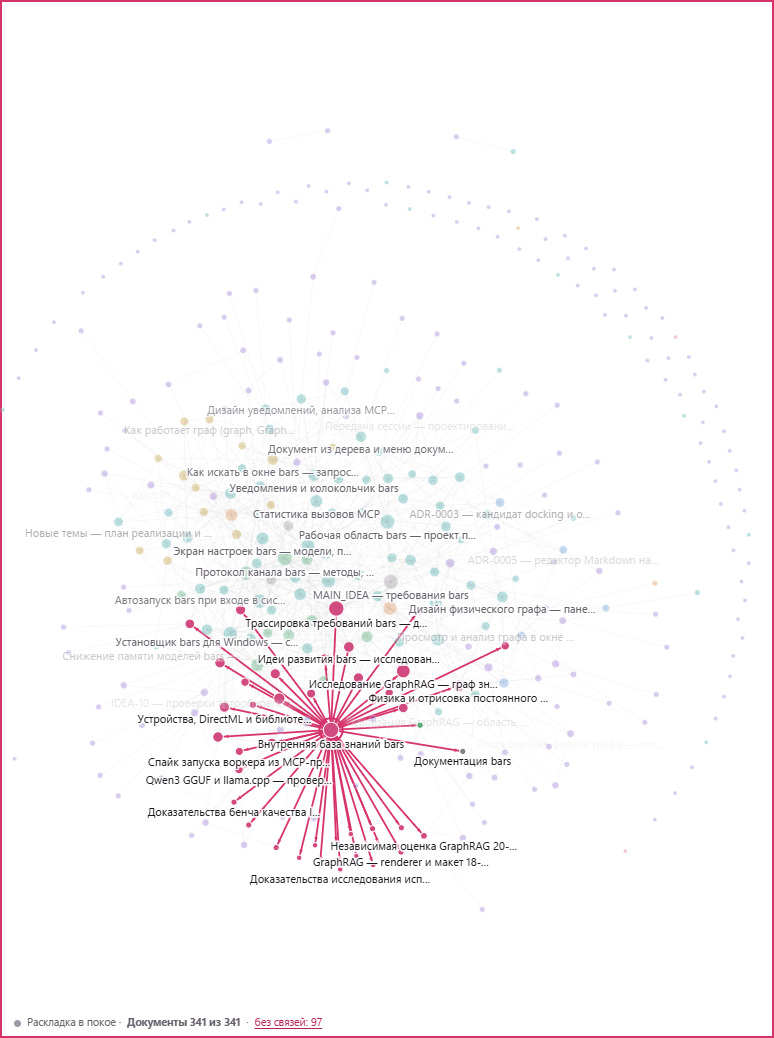 Дизайн уведомлений, анализа MCP...
Передача сессии — проектировани...
Как работает граф (graph, Graph...
Документ из дерева и меню докум...
Как искать в окне bars — запрос...
Уведомления и колокольчик bars
Статистика вызовов MCP
ADR-0003 — кандидат docking и о...
Новые темы — план реализации и ...
Рабочая область bars — проект п...
Экран настроек bars — модели, п...
ADR-0005 — редактор Markdown на...
Протокол канала bars — методы, ...
MAIN_IDEA — требования bars
Автозапуск bars при входе в сис...
Дизайн физического графа — пане...
Трассировка требований bars — д...
Просмотр и анализ графа в окне ...
Установщик bars для Windows — с...
Снижение памяти моделей bars
Идеи развития bars — исследован...
Исследование GraphRAG — граф зн...
Физика и отрисовка постоянного ...
IDEA-10 — проверки
Устройства, DirectML и библиоте...
GraphRAG — область...
Внутренняя база знаний bars
Документация bars
Спайк запуска воркера из MCP-пр...
Qwen3 GGUF и llama.cpp — провер...
Доказательства бенча качества I...
Независимая оценка GraphRAG 20-...
GraphRAG — renderer и макет 18-...
Доказательства исследования исп...
Раскладка в покое · Документы 341 из 341 · без связей: 97